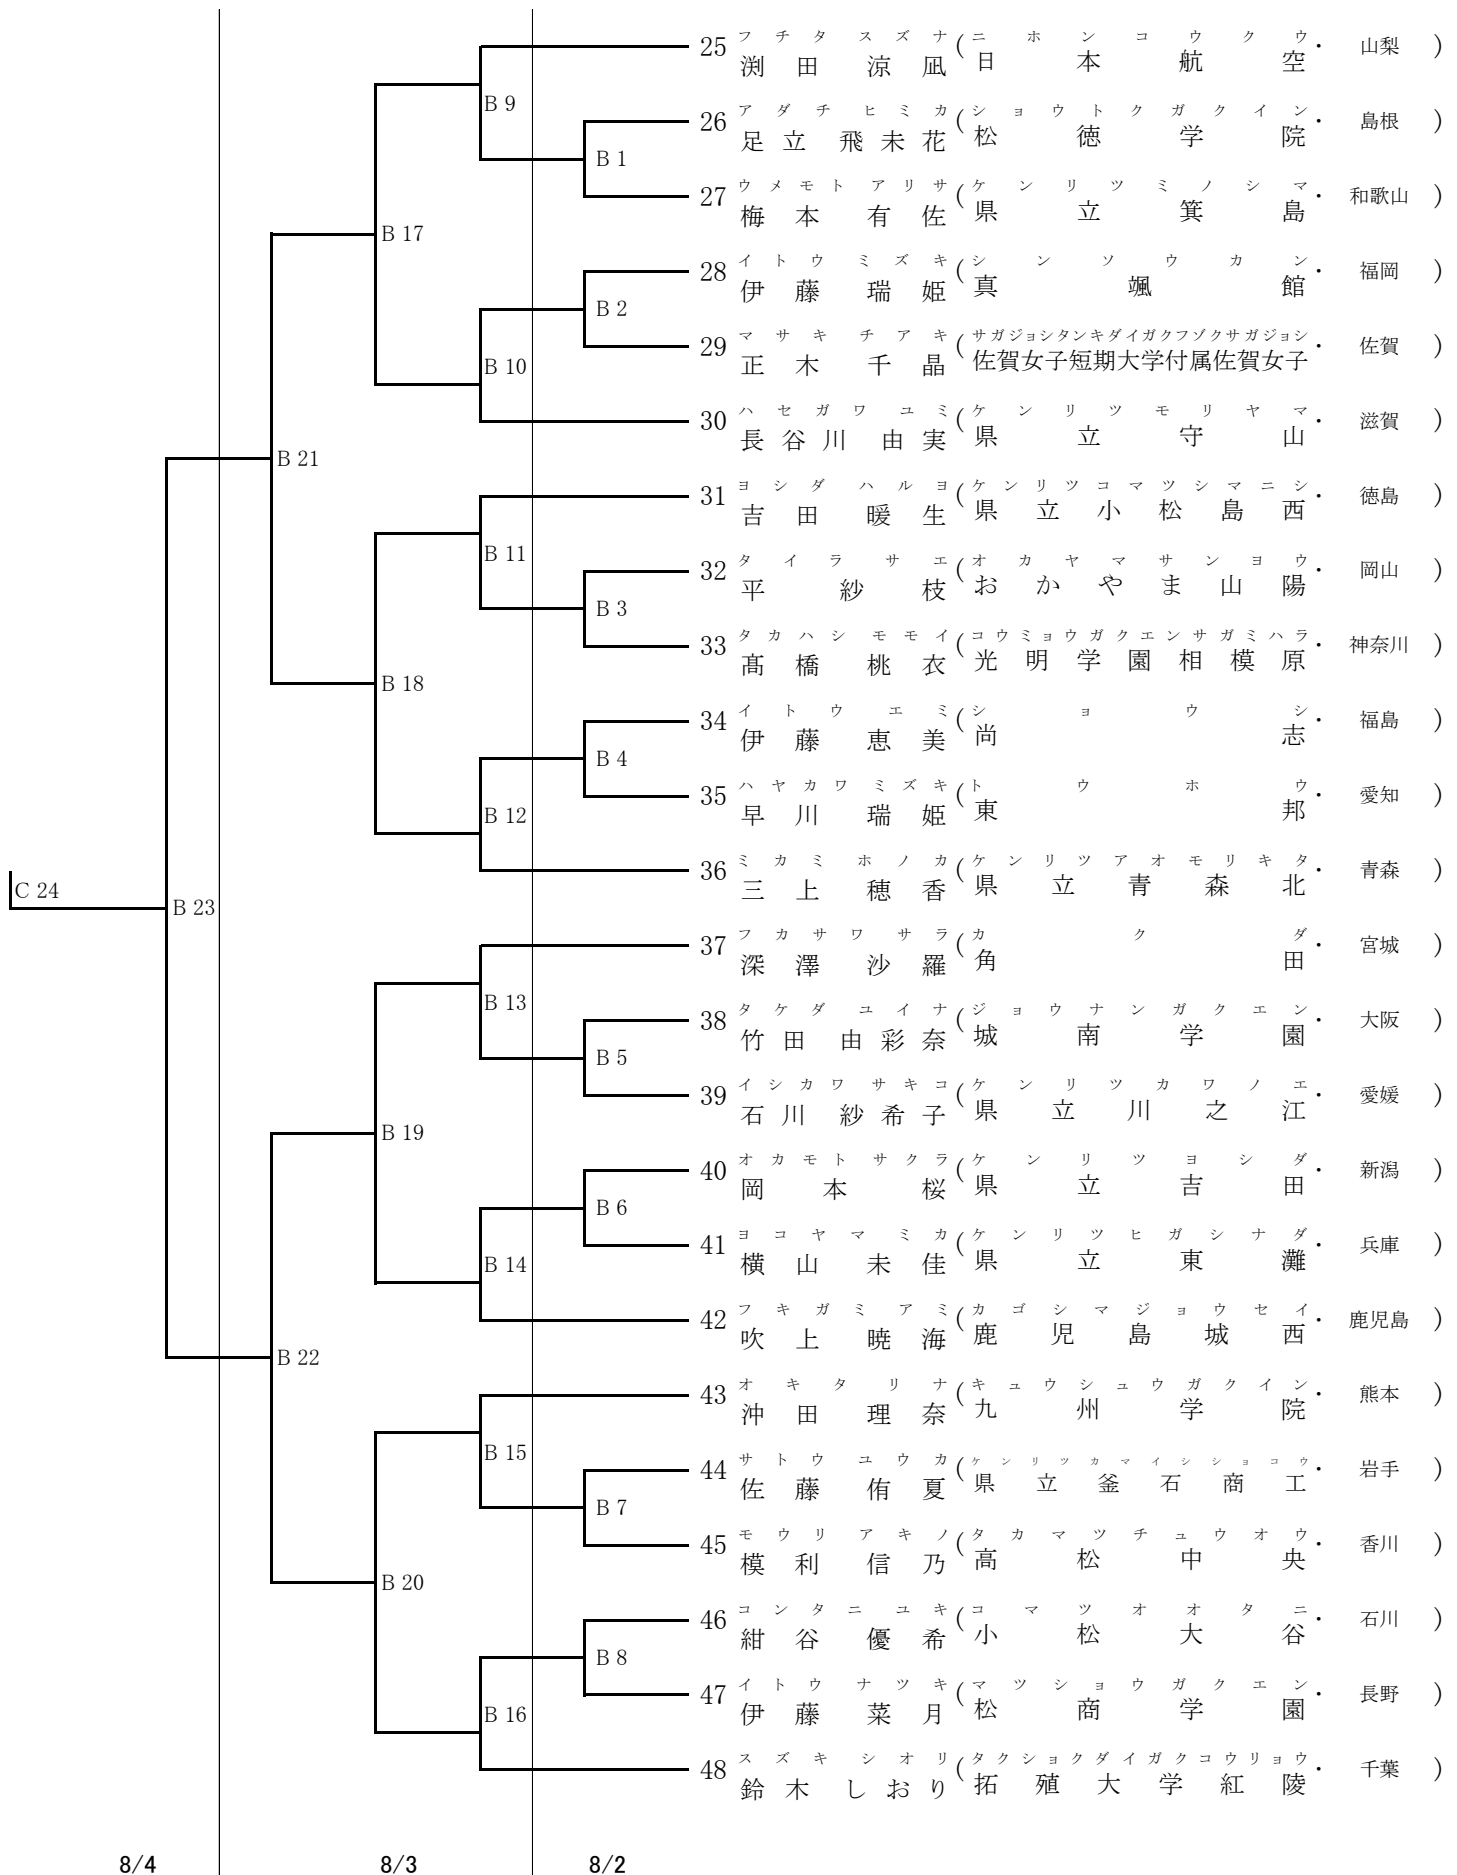 フチタ スズナ ニホンコウクウ
25 渕田 涼凪 ( 日本航空 ・ 山梨 )
B 9
アダチ ヒミカ ショウトクガクイン
26 足立 飛未花 ( 松徳学院 ・ 島根 )
B 1
ウメモト アリサ ケンリツミノシマ
27 梅本 有佐 ( 県立箕島 ・ 和歌山 )
B 17
イトウ ミズキ シンソウカン
28 伊藤 瑞姫 ( 真颯館 ・ 福岡 )
B 2
マサキ チアキ サガジョシタンキダイガクフゾクサガジョシ
29 正木 千晶 ( 佐賀女子短期大学付属佐賀女子 ・ 佐賀 )
B 10
ハセガワ ユミ ケンリツモリヤマ
30 長谷川 由実 ( 県立守山 ・ 滋賀 )
B 21
ヨシダ ハルヨ ケンリツコマツシマニシ
31 吉田 暖生 ( 県立小松島西 ・ 徳島 )
B 11
タイラ サエ オカヤマサンヨウ
32 平 紗枝 ( おかやま山陽 ・ 岡山 )
B 3
タカハシ モモイ コウミョウガクエンサガミハラ
33 髙橋 桃衣 ( 光明学園相模原 ・ 神奈川 )
B 18
イトウ エミ ショウシ
34 伊藤 恵美 ( 尚志 ・ 福島 )
B 4
ハヤカワ ミズキ トウホウ
35 早川 瑞姫 ( 東邦 ・ 愛知 )
B 12
ミカミ ホノカ ケンリツアオモリキタ
36 三上 穂香 ( 県立青森北 ・ 青森 )
C 24
B 23
フカサワ サラ カクダ
37 深澤 沙羅 ( 角田 ・ 宮城 )
B 13
タケダ ユイナ ジョウナンガクエン
38 竹田 由彩奈 ( 城南学園 ・ 大阪 )
B 5
イシカワ サキコ ケンリツカワノエ
39 石川 紗希子 ( 県立川之江 ・ 愛媛 )
B 19
オカモト サクラ ケンリツヨシダ
40 岡本 桜 ( 県立吉田 ・ 新潟 )
B 6
ヨコヤマ ミカ ケンリツヒガシナダ
41 横山 未佳 ( 県立東灘 ・ 兵庫 )
B 14
フキガミ アミ カゴシマジョウセイ
42 吹上 暁海 ( 鹿児島城西 ・ 鹿児島 )
B 22
オキタ リナ キュウシュウガクイン
43 沖田 理奈 ( 九州学院 ・ 熊本 )
B 15
サトウ ユウカ ケンリツカマイシショコウ
44 佐藤 侑夏 ( 県立釜石商工 ・ 岩手 )
B 7
モウリ アキノ タカマツチュウオウ
45 模利 信乃 ( 高松中央 ・ 香川 )
B 20
コンタニ ユキ コマツオオタニ
46 紺谷 優希 ( 小松大谷 ・ 石川 )
B 8
イトウ ナツキ マツショウガクエン
47 伊藤 菜月 ( 松商学園 ・ 長野 )
B 16
スズキ シオリ タクショクダイガクコウリョウ
48 鈴木 しおり ( 拓殖大学紅陵 ・ 千葉 )
8/4 8/3 8/2